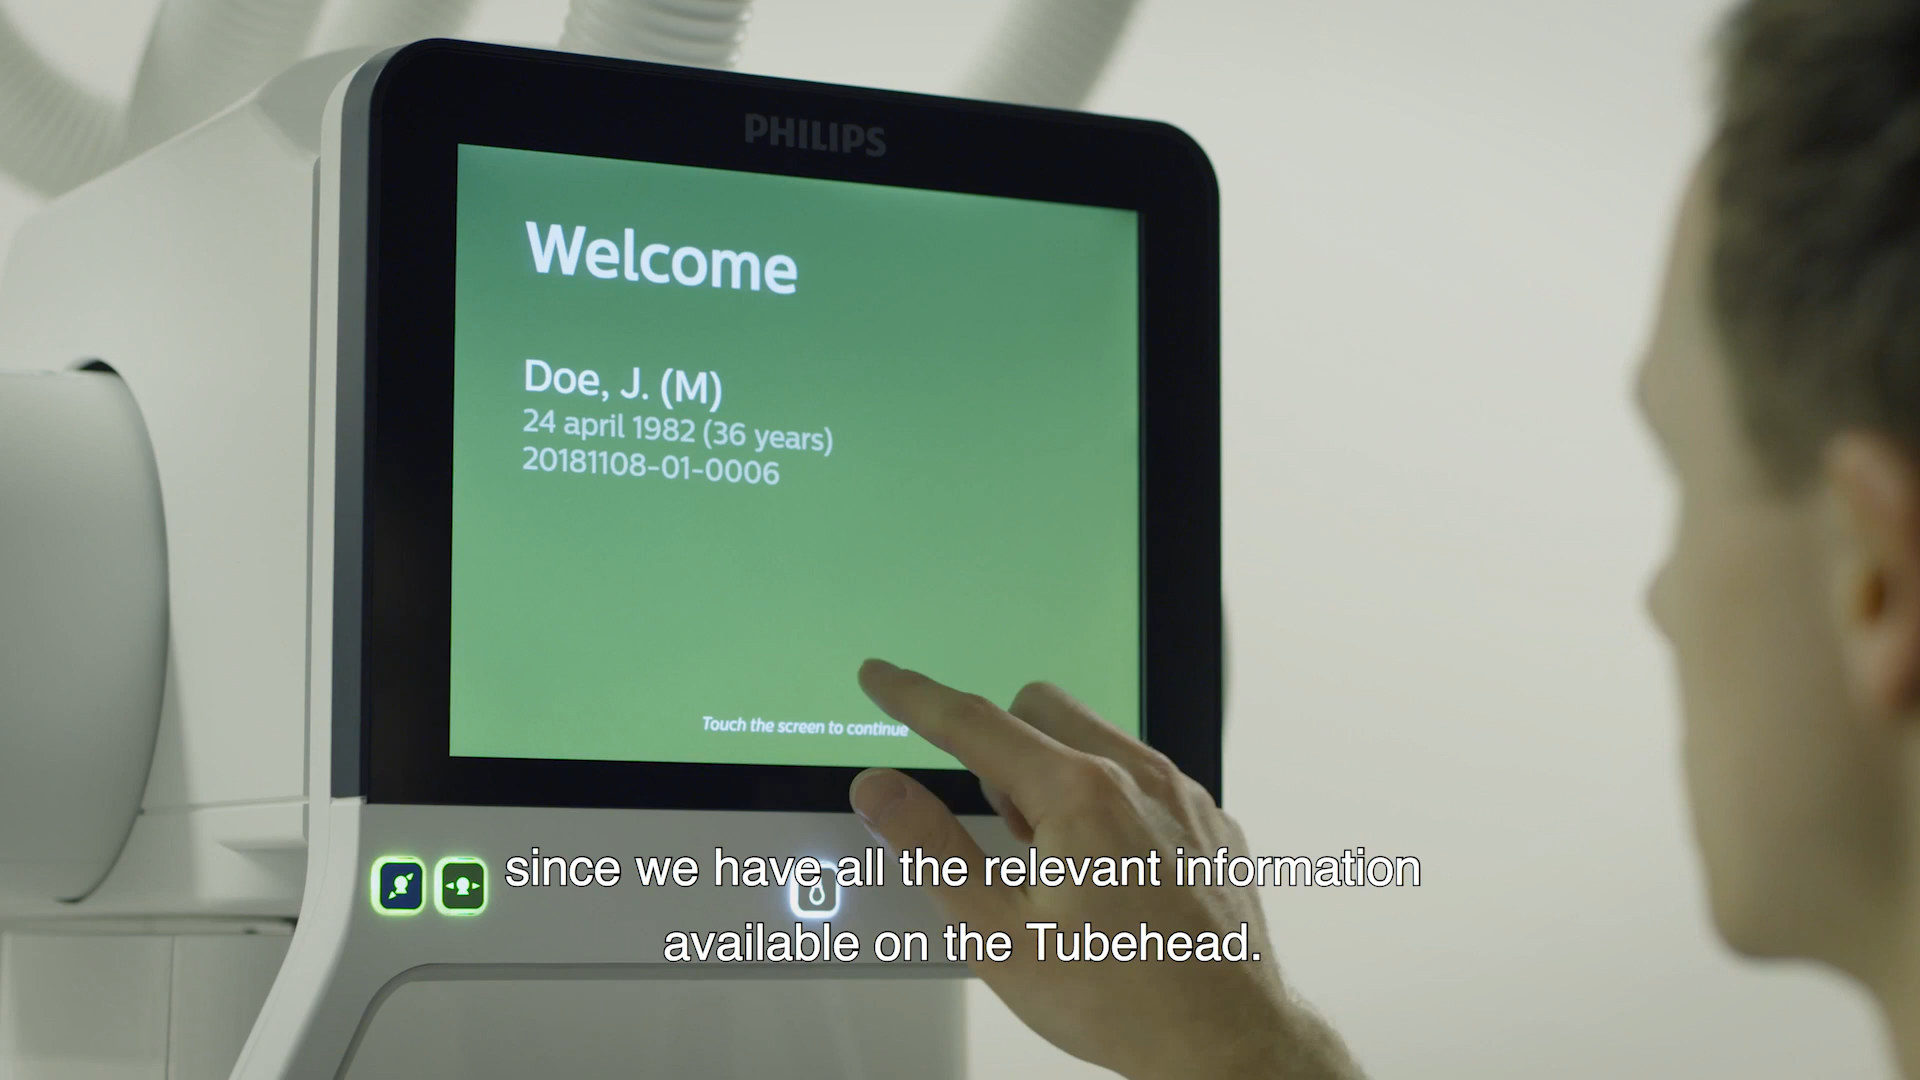 PHILIPS
Welcome
Doe, J. (M)
24 april 1982 (36 years)
20181108-01-0006
Touch the screen to continue
since we have all the relevant information
available on the Tubehead.